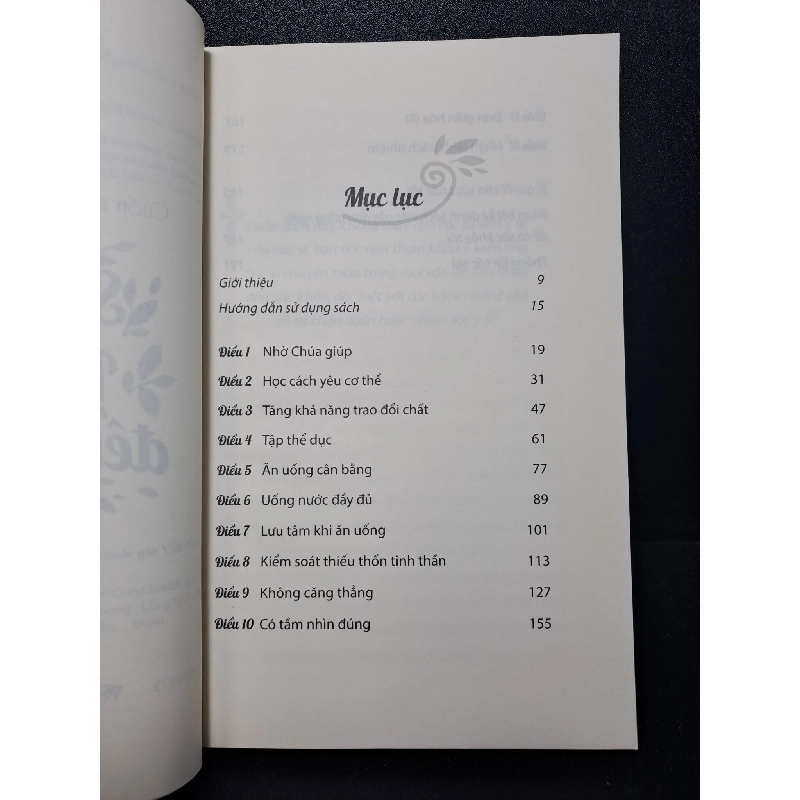 Mục lục
Giới thiệu 9
Hướng dẫn sử dụng sách 15
Điều 1 Nhờ Chúa giúp 19
Điều 2 Học cách yêu cơ thể 31
Điều 3 Tăng khả năng trao đổi chất 47
Điều 4 Tập thể dục 61
Điều 5 Ăn uống cân bằng 77
Điều 6 Uống nước đầy đủ 89
Điều 7 Lưu tâm khi ăn uống 101
Điều 8 Kiểm soát thiếu thốn tinh thần 113
Điều 9 Không căng thẳng 127
Điều 10 Có tầm nhìn đúng 155